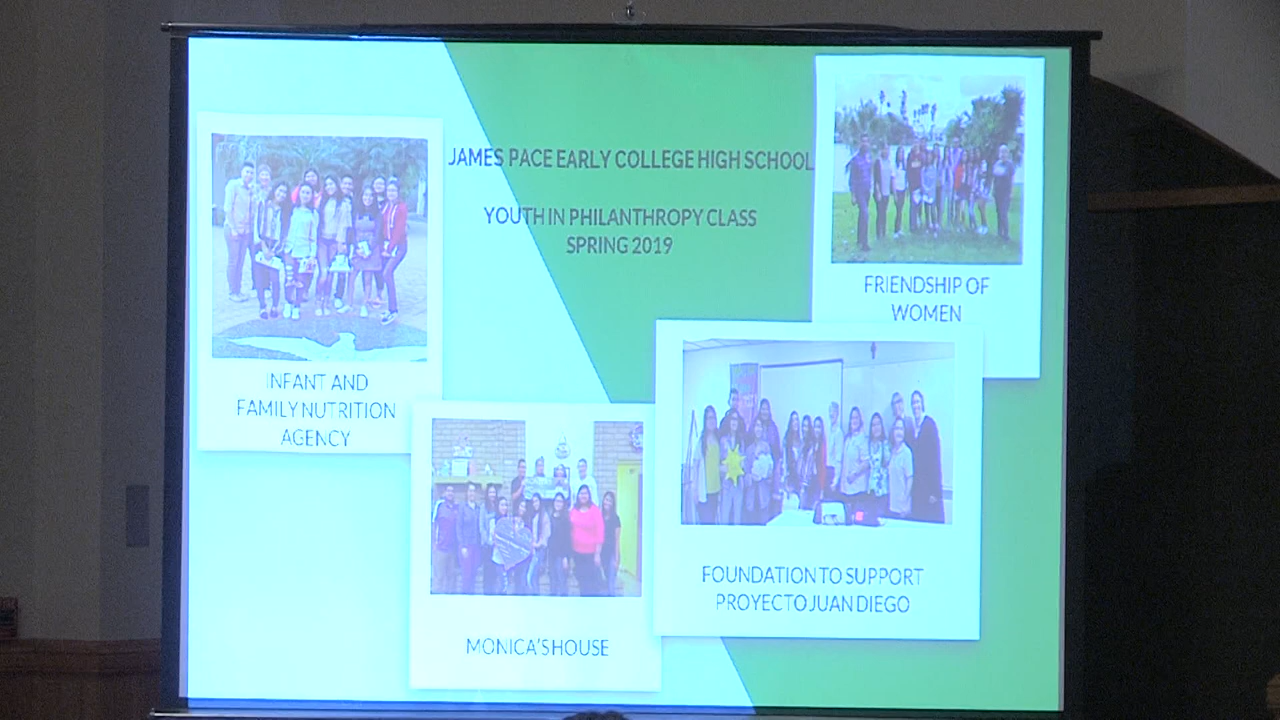 JAMES PACE EARLY COLLEGE HIGH SCHOOL
YOUTH IN PHILANTHROPY CLASS
SPRING 2019
INFANT AND
FAMILY NUTRITION
AGENCY
FRIENDSHIP OF
WOMEN
MONICA'S HOUSE
FOUNDATION TO SUPPORT
PROYECTO JUAN DIEGO